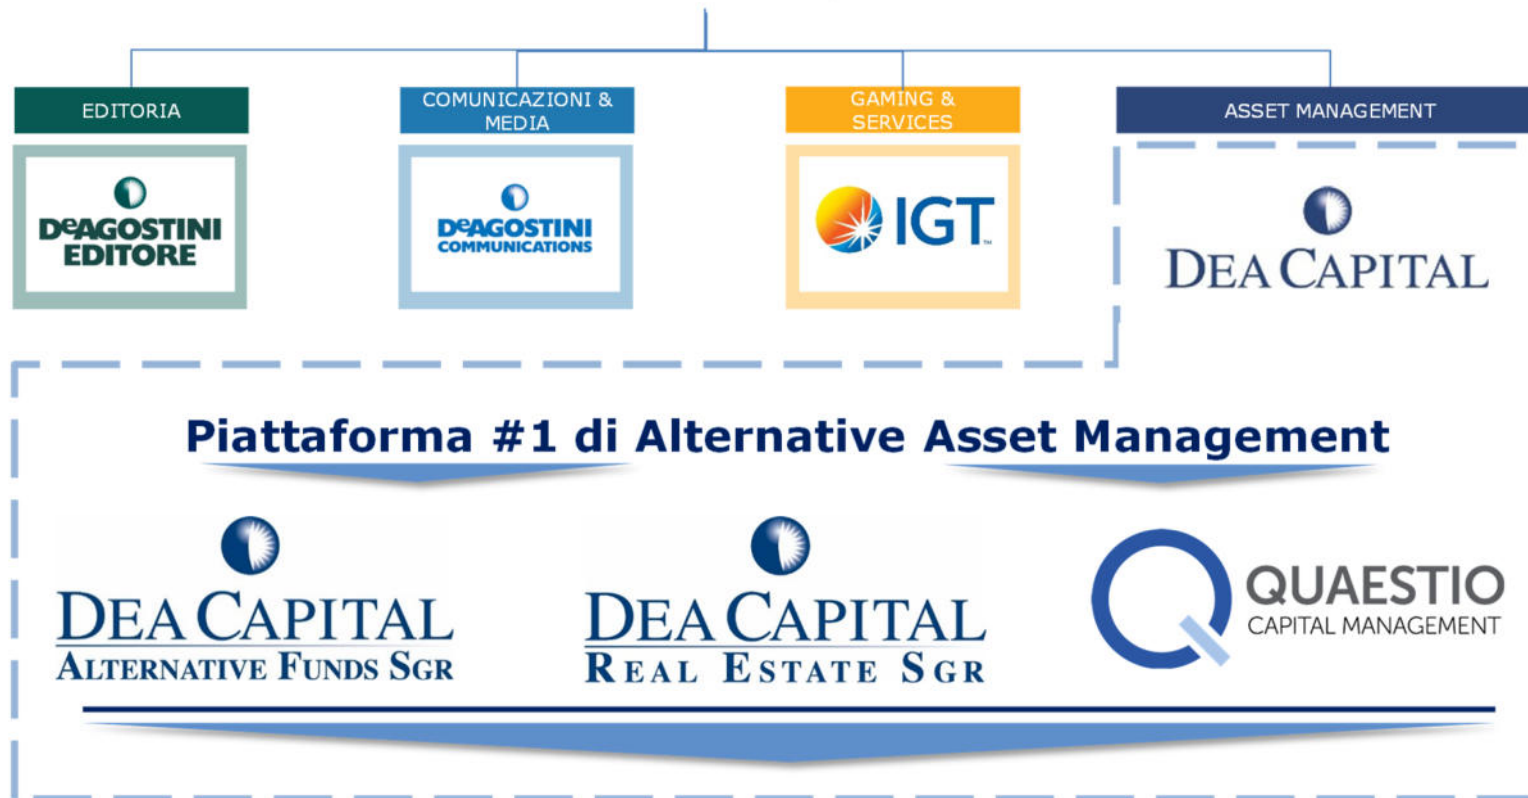 EDITORIA
COMUNICAZIONI &
MEDIA
GAMING &
SERVICES
ASSET MANAGEMENT
DeAGOSTINI
EDITORE
DeAGOSTINI
COMMUNICATIONS
IGT™
DEA CAPITAL
Piattaforma #1 di Alternative Asset Management
DEA CAPITAL
ALTERNATIVE FUNDS SGR
DEA CAPITAL
REAL ESTATE SGR
QUAESTIO
CAPITAL MANAGEMENT